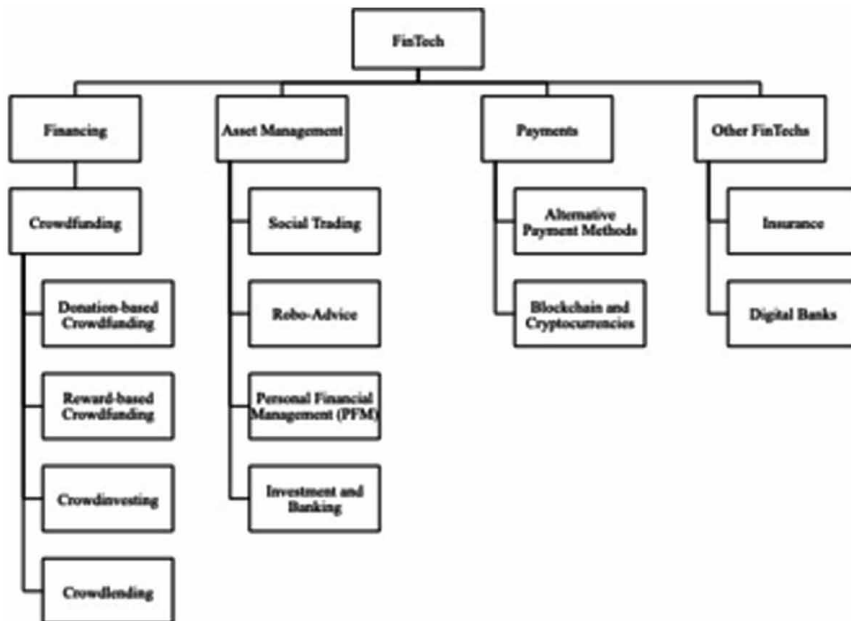 FinTech
Financing
Asset Management
Payments
Other FinTechs
Crowdfunding
Social Trading
Alternative
Payment Methods
Insurance
Donation-based
Crowdfunding
Robo-Advice
Blockchain and
Cryptocurrencies
Digital Banks
Reward-based
Crowdfunding
Personal Financial
Management (PFM)
Crowdinvesting
Investment and
Banking
Crowdlending